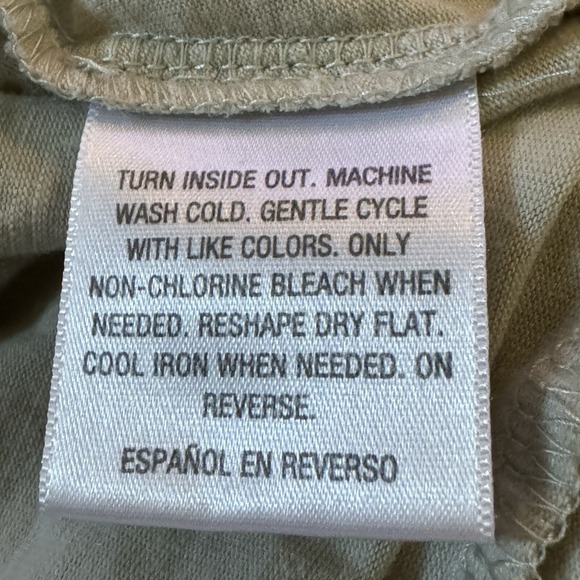 TURN INSIDE OUT. MACHINE
WASH COLD. GENTLE CYCLE
WITH LIKE COLORS. ONLY
NON-CHLORINE BLEACH WHEN
NEEDED. RESHAPE DRY FLAT.
COOL IRON WHEN NEEDED. ON
REVERSE.
ESPAÑOL EN REVERSO